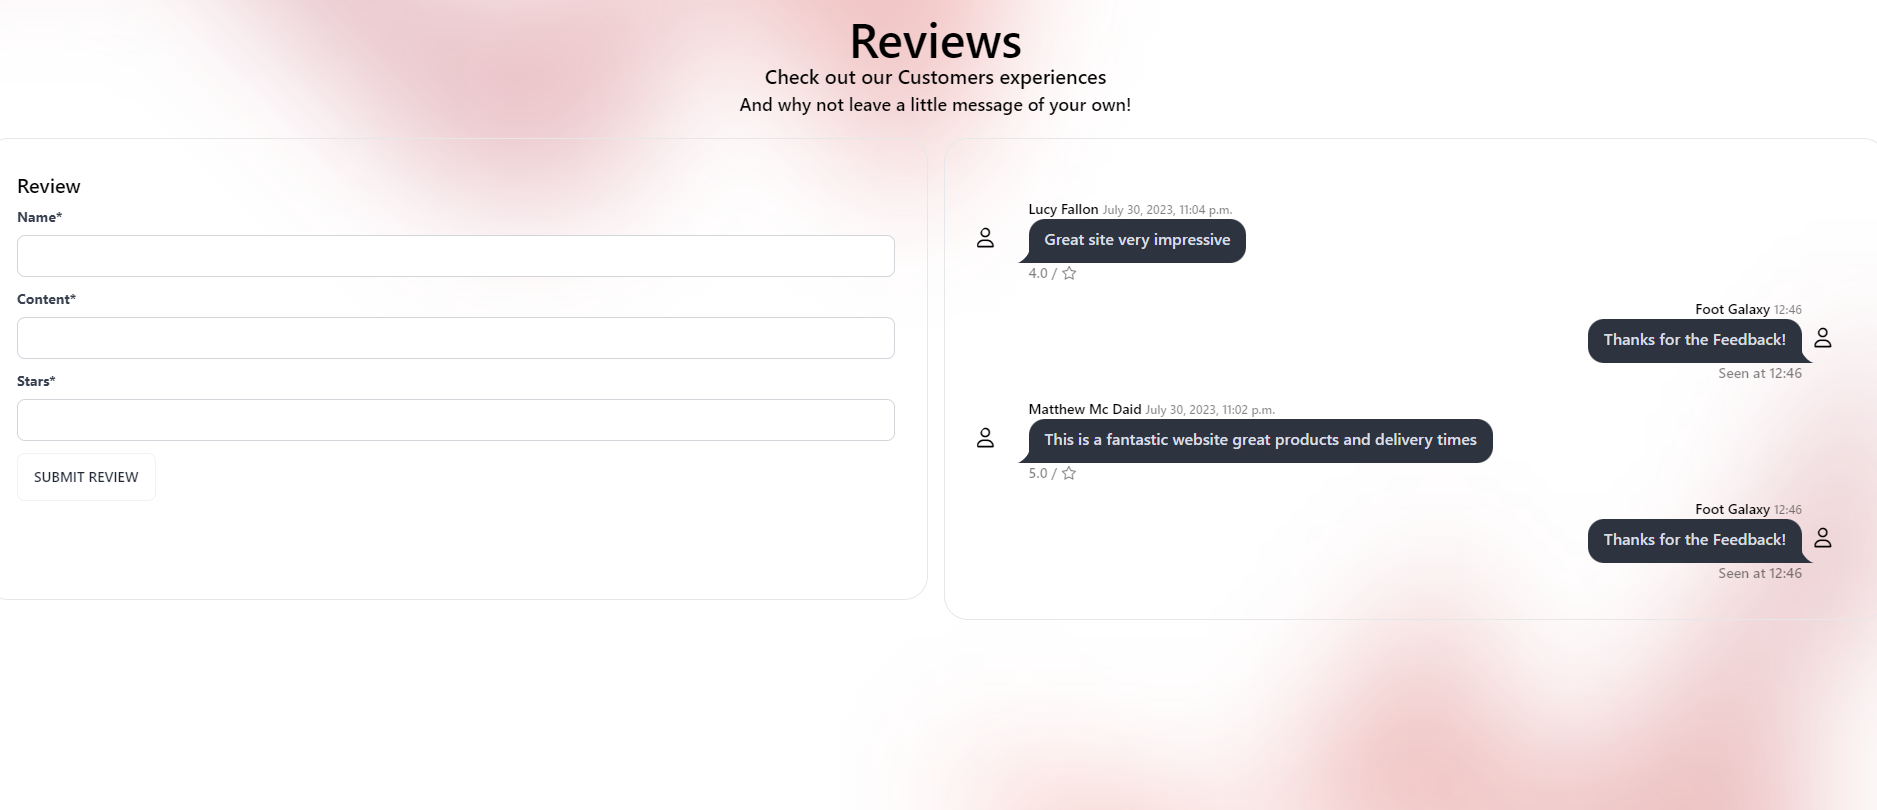 Reviews
Check out our Customers experiences
And why not leave a little message of your own!
Review
Name*
Content*
Stars*
SUBMIT REVIEW
Lucy Fallon July 30, 2023, 11:04 p.m.
Great site very impressive
4.0 /
Foot Galaxy 12:46
Thanks for the Feedback!
Seen at 12:46
Matthew Mc Daid July 30, 2023, 11:02 p.m.
This is a fantastic website great products and delivery times
5.0 /
Foot Galaxy 12:46
Thanks for the Feedback!
Seen at 12:46